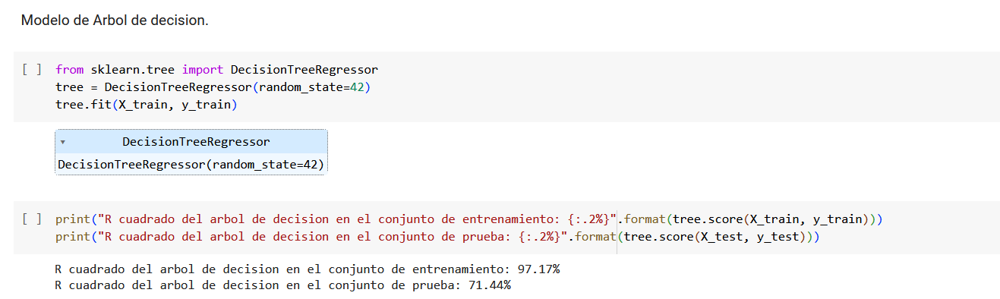 Modelo de Arbol de decision.
[ ] from sklearn.tree import DecisionTreeRegressor
tree = DecisionTreeRegressor(random_state=42)
tree.fit(X_train, y_train)
▾ DecisionTreeRegressor
DecisionTreeRegressor(random_state=42)
[ ] print("R cuadrado del arbol de decision en el conjunto de entrenamiento: {:.2%}".format(tree.score(X_train, y_train)))
print("R cuadrado del arbol de decision en el conjunto de prueba: {:.2%}".format(tree.score(X_test, y_test)))
R cuadrado del arbol de decision en el conjunto de entrenamiento: 97.17%
R cuadrado del arbol de decision en el conjunto de prueba: 71.44%